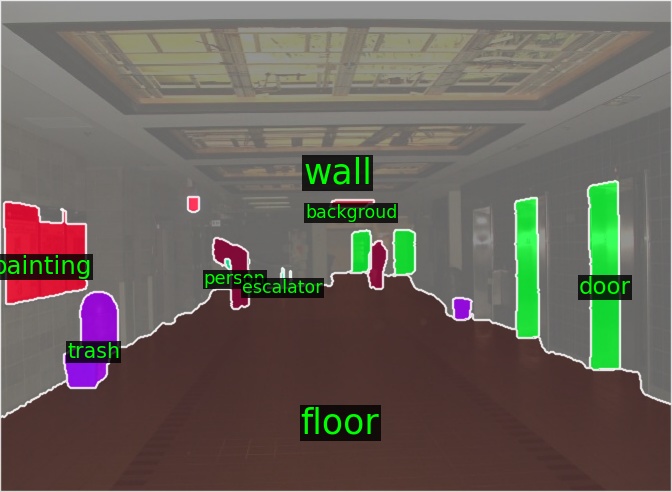 wall
backgroud
painting
person
escalator
door
trash
floor